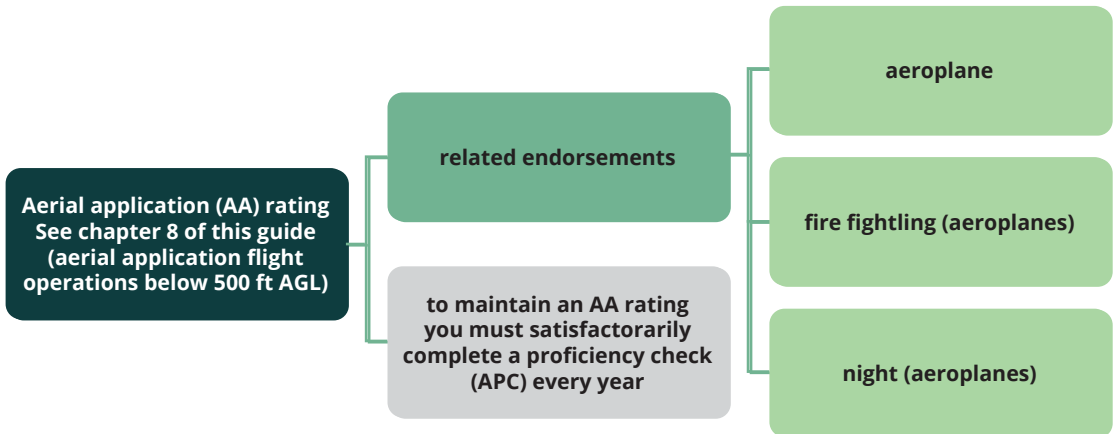 Aerial application (AA) rating
See chapter 8 of this guide
(aerial application flight
operations below 500 ft AGL)
related endorsements
to maintain an AA rating
you must satisfactorarily
complete a proficiency check
(APC) every year
aeroplane
fire fightling (aeroplanes)
night (aeroplanes)